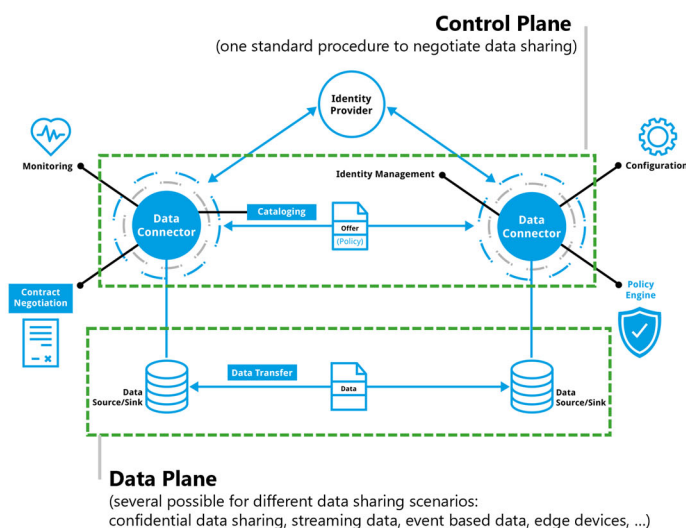 Control Plane
(one standard procedure to negotiate data sharing)
Identity
Provider
Monitoring
Identity Management
Configuration
Data
Connector
Cataloging
Offer
(Policy)
Data
Connector
Contract
Negotiation
Policy
Engine
Data Transfer
Data
Source/Sink
Data
Data
Source/Sink
Data Plane
(several possible for different data sharing scenarios:
confidential data sharing, streaming data, event based data, edge devices, ...)